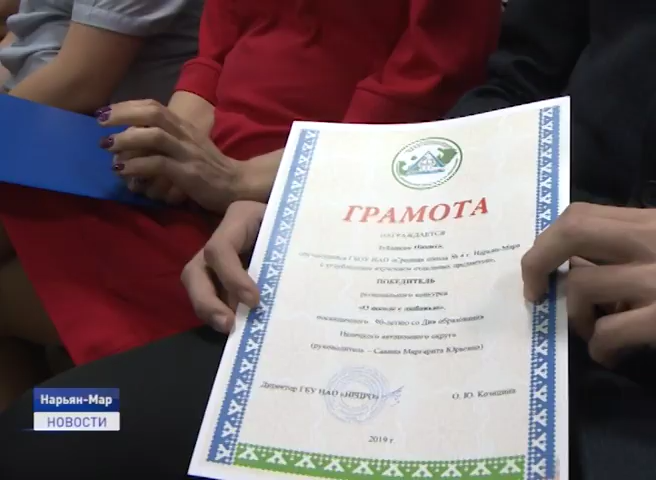 ГРАМОТА
НАГРАЖДАЕТСЯ
обучающийся ГБОУ НАО «Средняя школа № 4 г. Нарьян-Мара
с углубленным изучением отдельных предметов»,
ПОБЕДИТЕЛЬ
регионального конкурса
«О школе с любовью»,
посвященного 90-летию со Дня образования
Ненецкого автономного округа
(руководитель – Савина Маргарита Юрьевна)
Директор ГБУ НАО «НРЦРО»
О. Ю. Козицина
2019 г.
Нарьян-Мар
НОВОСТИ